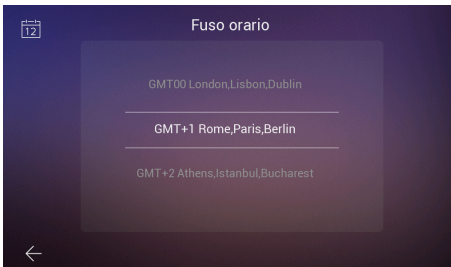 Fuso orario
12
GMT00 London,Lisbon,Dublin
GMT+1 Rome,Paris,Berlin
GMT+2 Athens,Istanbul,Bucharest